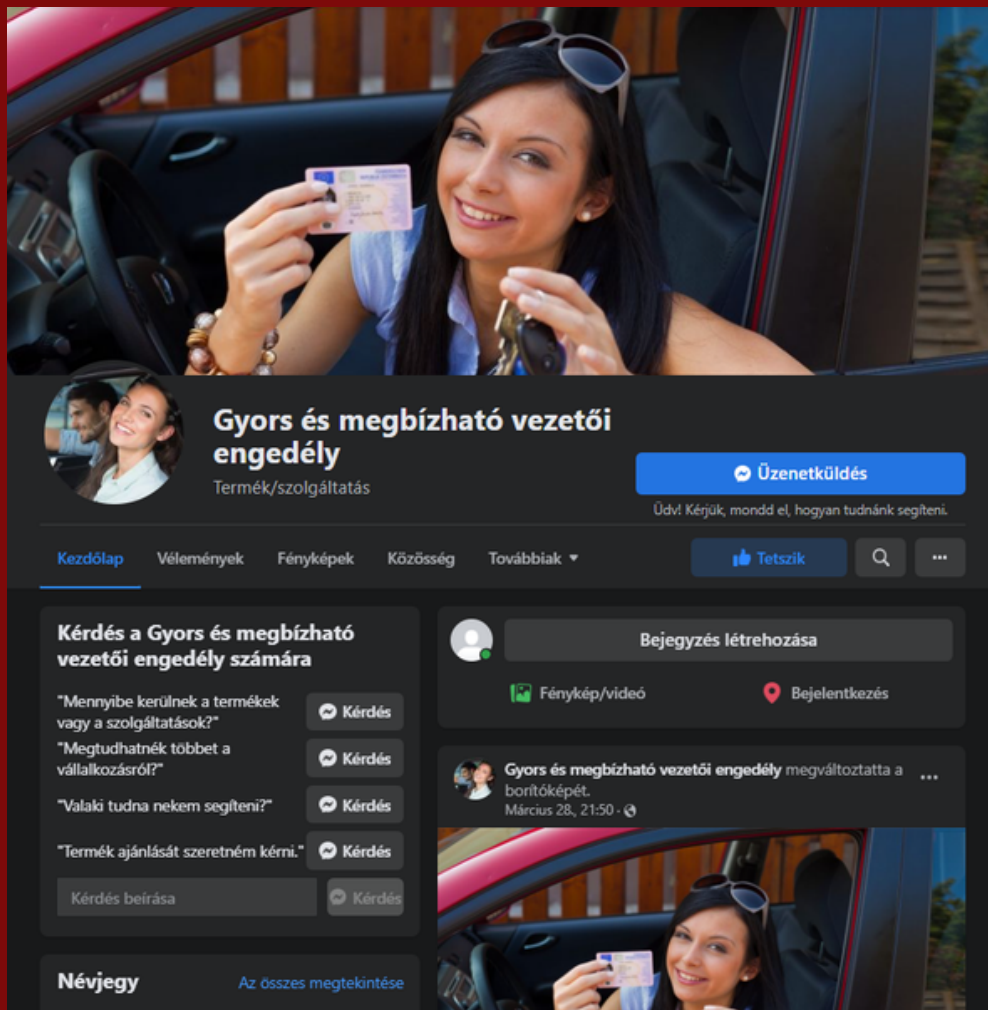 Gyors és megbízható vezetői
engedély
Termék/szolgáltatás
Üzenetküldés
Üdv! Kérjük, mondd el, hogyan tudnánk segíteni.
Kezdőlap Vélemények Fényképek Közösség Továbbiak
Tetszik
Kérdés a Gyors és megbízható
vezetői engedély számára
"Mennyibe kerülnek a termékek
vagy a szolgáltatások?"
Kérdés
"Megtudhatnék többet a
vállalkozásról?"
Kérdés
"Valaki tudna nekem segíteni?"
Kérdés
"Termék ajánlását szeretném kérni."
Kérdés
Kérdés beírása
Kérdés
Névjegy
Az összes megtekintése
Bejegyzés létrehozása
Fénykép/videó
Bejelentkezés
Gyors és megbízható vezetői engedély megváltoztatta a
borítóképét.
Március 28., 21:50 ·